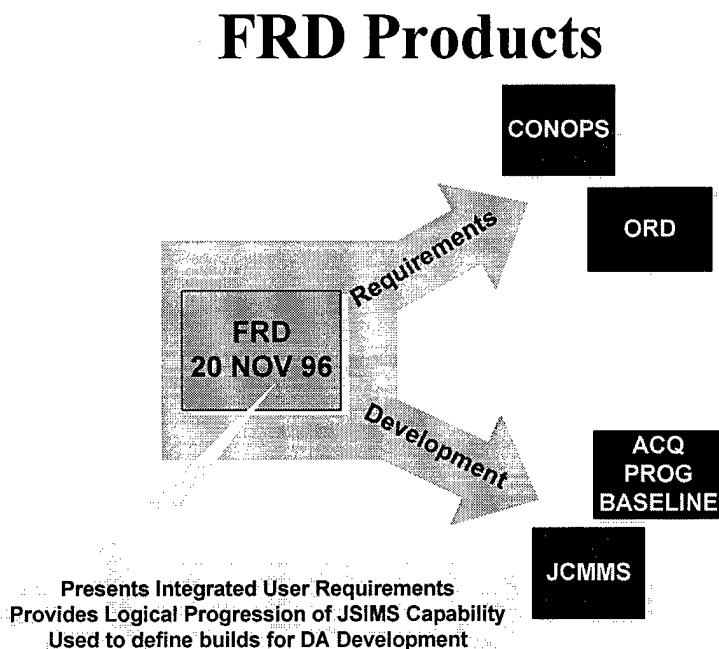 FRD Products
CONOPS
ORD
Requirements
FRD
20 NOV 96
Development
ACQ
PROG
BASELINE
JCMMS
Presents Integrated User Requirements
Provides Logical Progression of JSIMS Capability
Used to define builds for DA Development